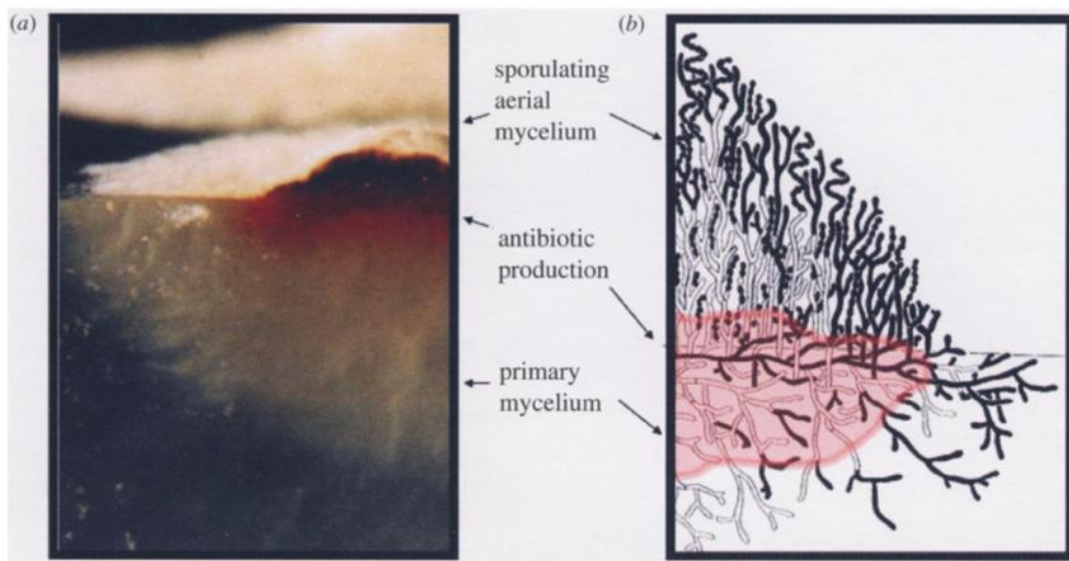 (a)
(b)
sporulating
aerial
mycelium
antibiotic
production
primary
mycelium